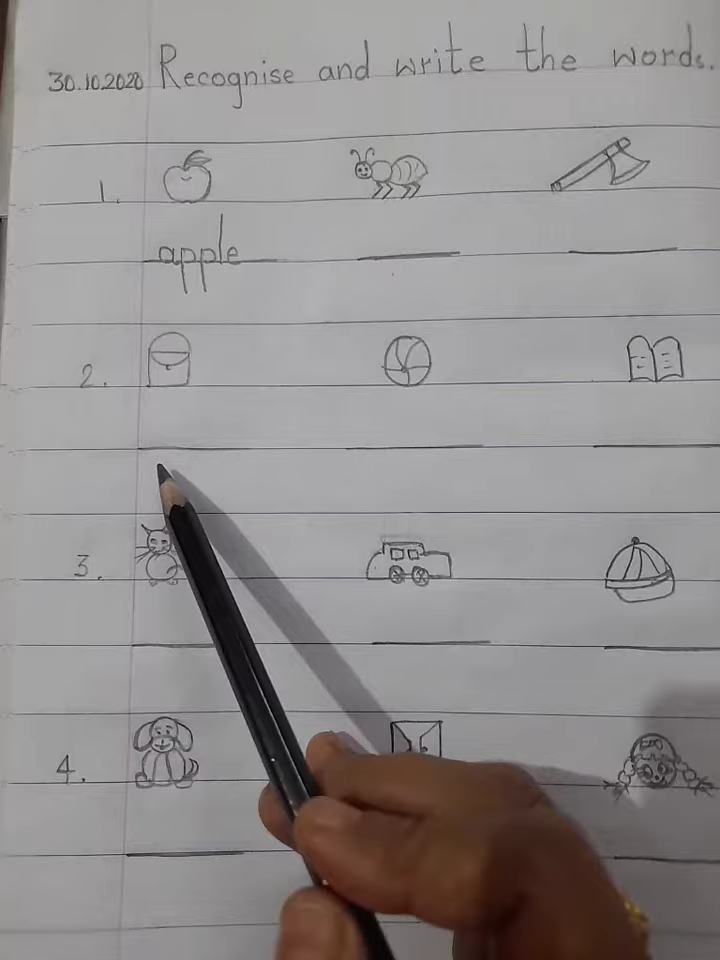 30.10.2020 Recognise and write the words.
1.
apple
2.
3.
4.